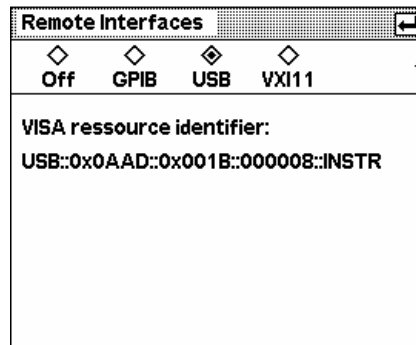 Remote Interfaces
Off GPIB USB VXI11
VISA ressource identifier:
USB::0x0AAD::0x001B::000008::INSTR